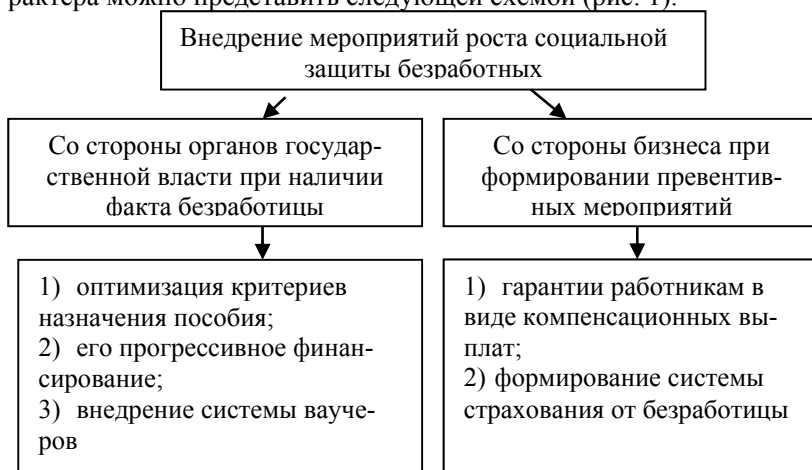 рактера можно представить следующей схемой (рис. 1).
Внедрение мероприятий роста социальной
защиты безработных
Со стороны органов государ-
ственной власти при наличии
факта безработицы
Со стороны бизнеса при
формировании превентив-
ных мероприятий
1) оптимизация критериев
назначения пособия;
2) его прогрессивное финан-
сирование;
3) внедрение системы вауче-
ров
1) гарантии работникам в
виде компенсационных вы-
плат;
2) формирование системы
страхования от безработицы